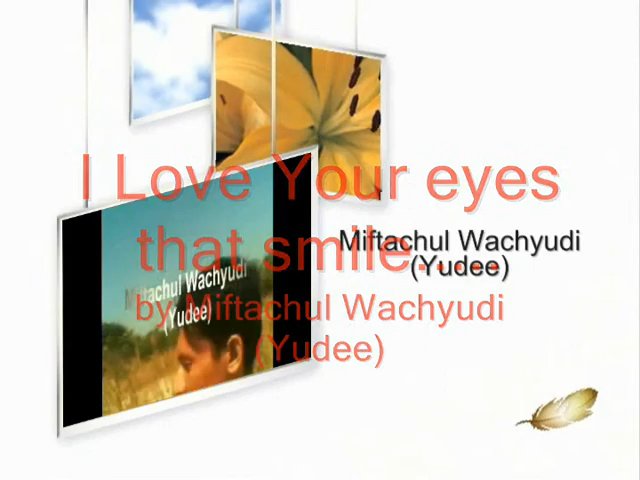 I Love Your eyes
that smile.....
by Miftachul Wachyudi
(Yudee)
Miftachul Wachyudi
(Yudee)
Miftachul Wachyudi
(Yudee)